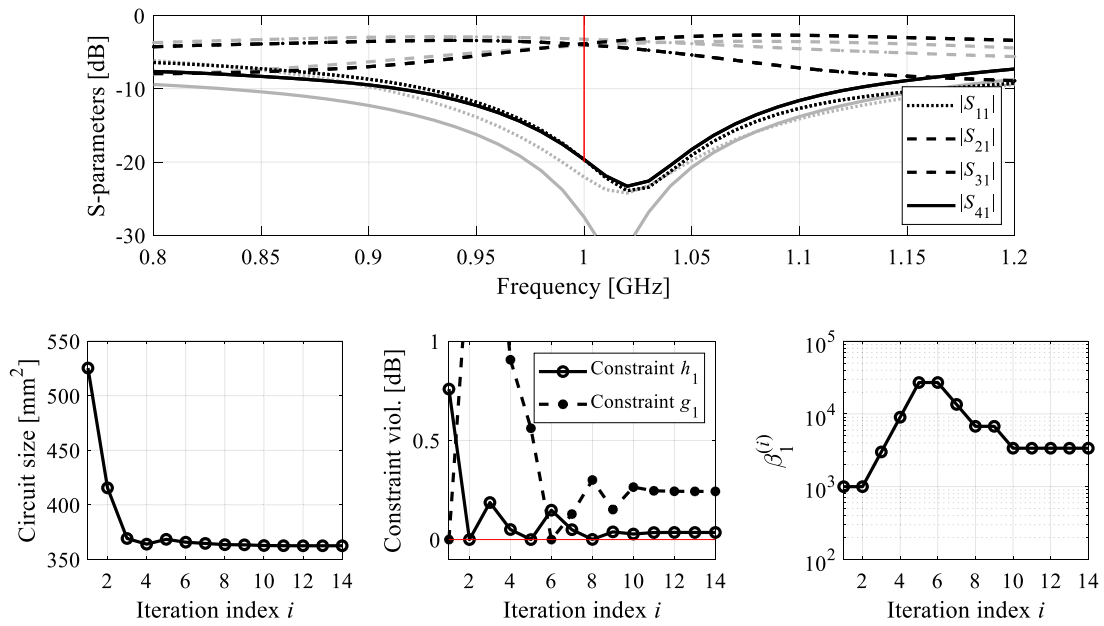 0
-10
-20
-30
S-parameters [dB]
0.8 0.85 0.9 0.95 1 1.05 1.1 1.15 1.2
Frequency [GHz]
|S11|
|S21|
|S31|
|S41|
550
500
450
400
350
Circuit size [mm²]
2 4 6 8 10 12 14
Iteration index i
1
0.5
0
Constraint viol. [dB]
Constraint h1
Constraint g1
2 4 6 8 10 12 14
Iteration index i
10⁵
10⁴
10³
10²
β₁⁽ⁱ⁾
2 4 6 8 10 12 14
Iteration index i